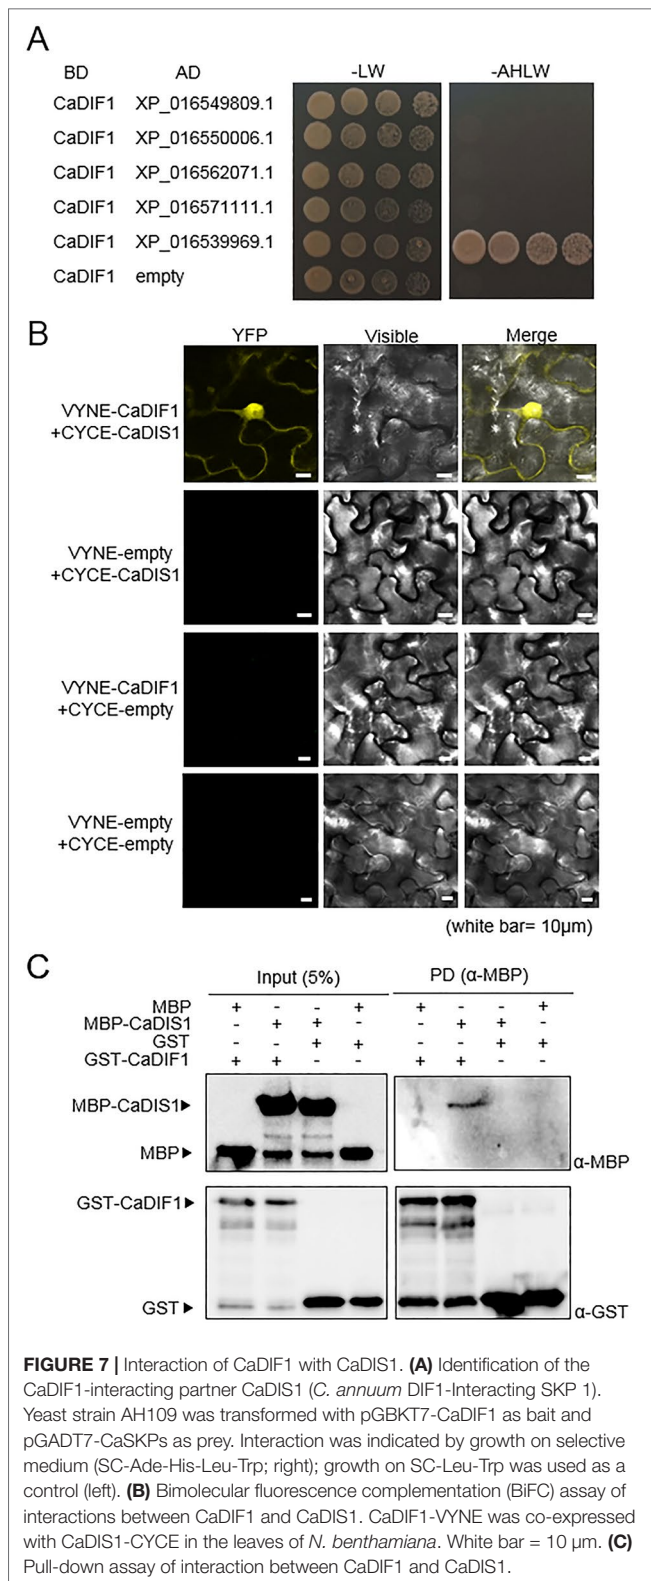 A
BD AD -LW -AHLW
CaDIF1 XP_016549809.1
CaDIF1 XP_016550006.1
CaDIF1 XP_016562071.1
CaDIF1 XP_016571111.1
CaDIF1 XP_016539969.1
CaDIF1 empty
B
YFP Visible Merge
VYNE-CaDIF1
+CYCE-CaDIS1
VYNE-empty
+CYCE-CaDIS1
VYNE-CaDIF1
+CYCE-empty
VYNE-empty
+CYCE-empty
(white bar= 10µm)
C
Input (5%) PD (α-MBP)
MBP + - - + + - - +
MBP-CaDIS1 - + + - - + + -
GST - - + + - - + +
GST-CaDIF1 + + - - + + - -
MBP-CaDIS1
MBP
α-MBP
GST-CaDIF1
GST
α-GST
FIGURE 7 | Interaction of CaDIF1 with CaDIS1. (A) Identification of the
CaDIF1-interacting partner CaDIS1 (C. annuum DIF1-Interacting SKP 1).
Yeast strain AH109 was transformed with pGBKT7-CaDIF1 as bait and
pGADT7-CaSKPs as prey. Interaction was indicated by growth on selective
medium (SC-Ade-His-Leu-Trp; right); growth on SC-Leu-Trp was used as a
control (left). (B) Bimolecular fluorescence complementation (BiFC) assay of
interactions between CaDIF1 and CaDIS1. CaDIF1-VYNE was co-expressed
with CaDIS1-CYCE in the leaves of N. benthamiana. White bar = 10 µm. (C)
Pull-down assay of interaction between CaDIF1 and CaDIS1.